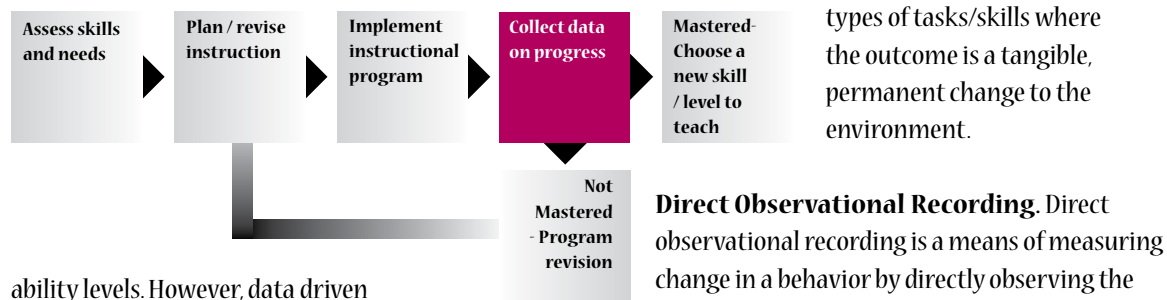 Assess skills
and needs
Plan / revise
instruction
Implement
instructional
program
Collect data
on progress
Mastered-
Choose a
new skill
/ level to
teach
Not
Mastered
- Program
revision
ability levels. However, data driven
types of tasks/skills where
the outcome is a tangible,
permanent change to the
environment.
Direct Observational Recording. Direct
observational recording is a means of measuring
change in a behavior by directly observing the